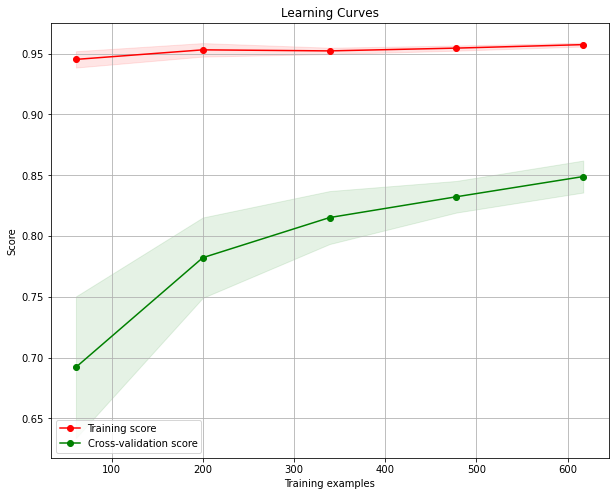 Learning Curves
Score
0.95
0.90
0.85
0.80
0.75
0.70
0.65
Training score
Cross-validation score
100 200 300 400 500 600
Training examples